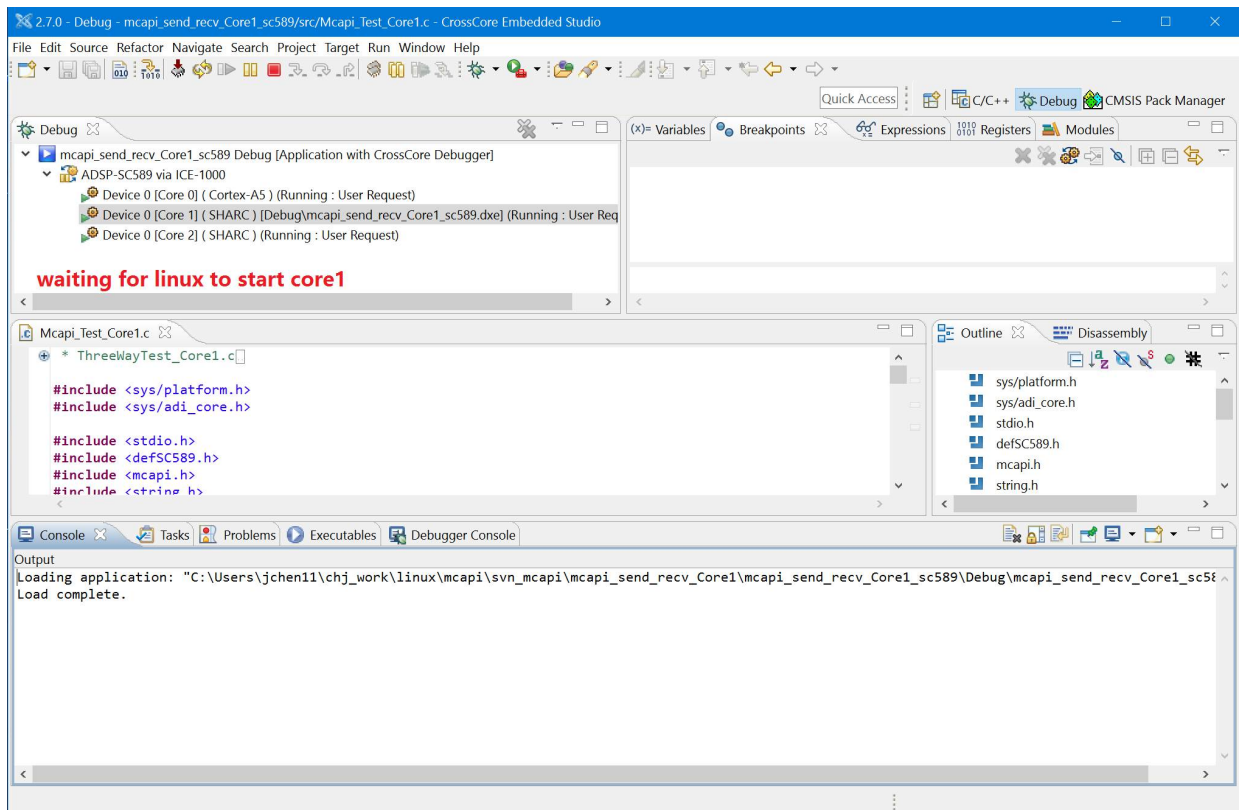 2.7.0 - Debug - mcapi_send_recv_Core1_sc589/src/Mcapi_Test_Core1.c - CrossCore Embedded Studio
File Edit Source Refactor Navigate Search Project Target Run Window Help
Quick Access C/C++ Debug CMSIS Pack Manager
Debug
(x)= Variables Breakpoints Expressions Registers Modules
mcapi_send_recv_Core1_sc589 Debug [Application with CrossCore Debugger]
ADSP-SC589 via ICE-1000
Device 0 [Core 0] ( Cortex-A5 ) (Running : User Request)
Device 0 [Core 1] ( SHARC ) [Debug\mcapi_send_recv_Core1_sc589.dxe] (Running : User Req
Device 0 [Core 2] ( SHARC ) (Running : User Request)
waiting for linux to start core1
Mcapi_Test_Core1.c
* ThreeWayTest_Core1.c
#include <sys/platform.h>
#include <sys/adi_core.h>
#include <stdio.h>
#include <defSC589.h>
#include <mcapi.h>
#include <string.h>
Outline Disassembly
sys/platform.h
sys/adi_core.h
stdio.h
defSC589.h
mcapi.h
string.h
Console Tasks Problems Executables Debugger Console
Output
Loading application: "C:\Users\jchen11\chj_work\linux\mcapi\svn_mcapi\mcapi_send_recv_Core1\mcapi_send_recv_Core1_sc589\Debug\mcapi_send_recv_Core1_sc58
Load complete.